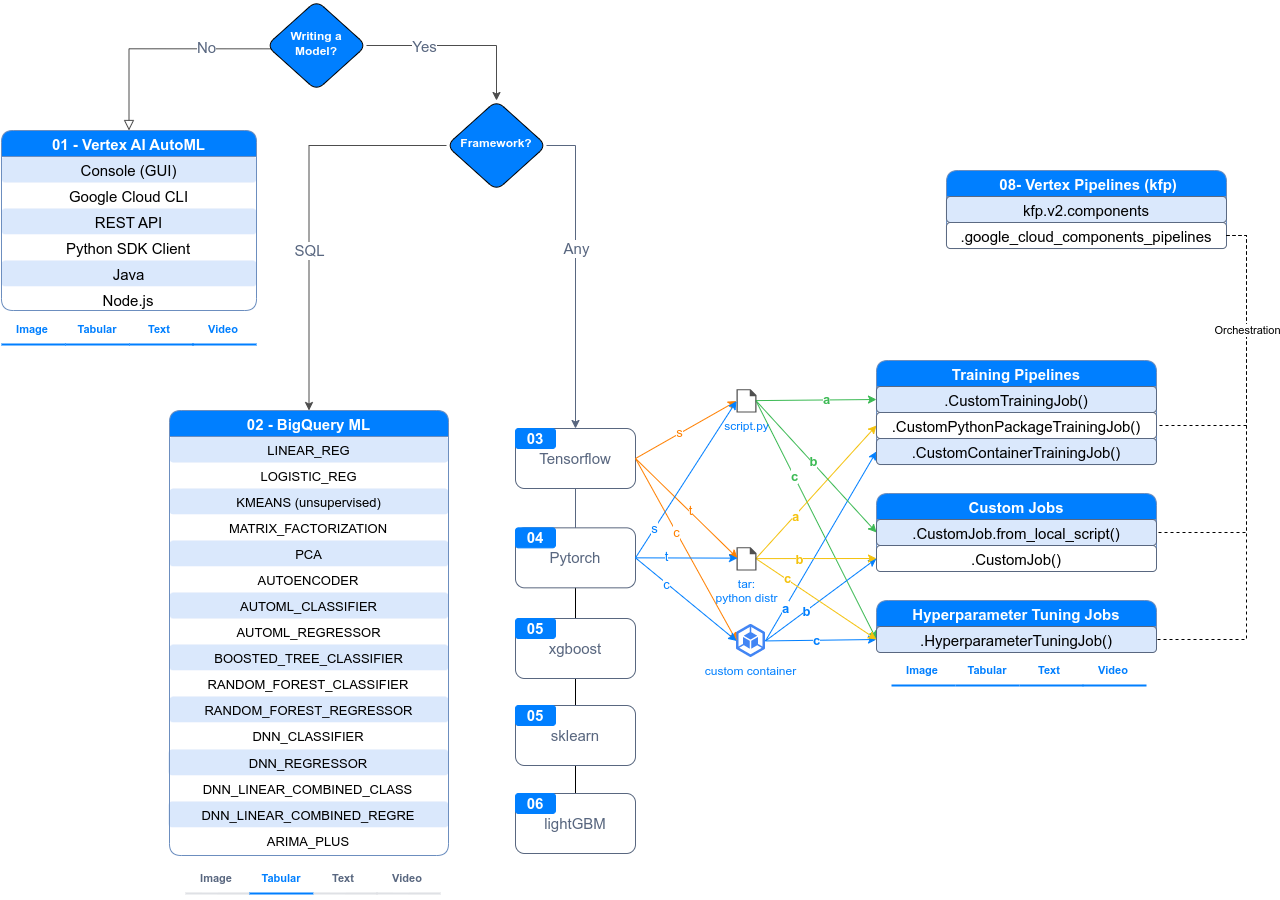 Writing a
Model?
No
Yes
Framework?
SQL
Any
01 - Vertex AI AutoML
Console (GUI)
Google Cloud CLI
REST API
Python SDK Client
Java
Node.js
Image
Tabular
Text
Video
02 - BigQuery ML
LINEAR_REG
LOGISTIC_REG
KMEANS (unsupervised)
MATRIX_FACTORIZATION
PCA
AUTOENCODER
AUTOML_CLASSIFIER
AUTOML_REGRESSOR
BOOSTED_TREE_CLASSIFIER
RANDOM_FOREST_CLASSIFIER
RANDOM_FOREST_REGRESSOR
DNN_CLASSIFIER
DNN_REGRESSOR
DNN_LINEAR_COMBINED_CLASS
DNN_LINEAR_COMBINED_REGRE
ARIMA_PLUS
Image
Tabular
Text
Video
03
Tensorflow
04
Pytorch
05
xgboost
05
sklearn
06
lightGBM
s
t
c
s
t
c
script.py
tar:
python distr
custom container
a
b
c
a
b
c
a
b
c
08- Vertex Pipelines (kfp)
kfp.v2.components
.google_cloud_components_pipelines
Orchestration
Training Pipelines
.CustomTrainingJob()
.CustomPythonPackageTrainingJob()
.CustomContainerTrainingJob()
Custom Jobs
.CustomJob.from_local_script()
.CustomJob()
Hyperparameter Tuning Jobs
.HyperparameterTuningJob()
Image
Tabular
Text
Video